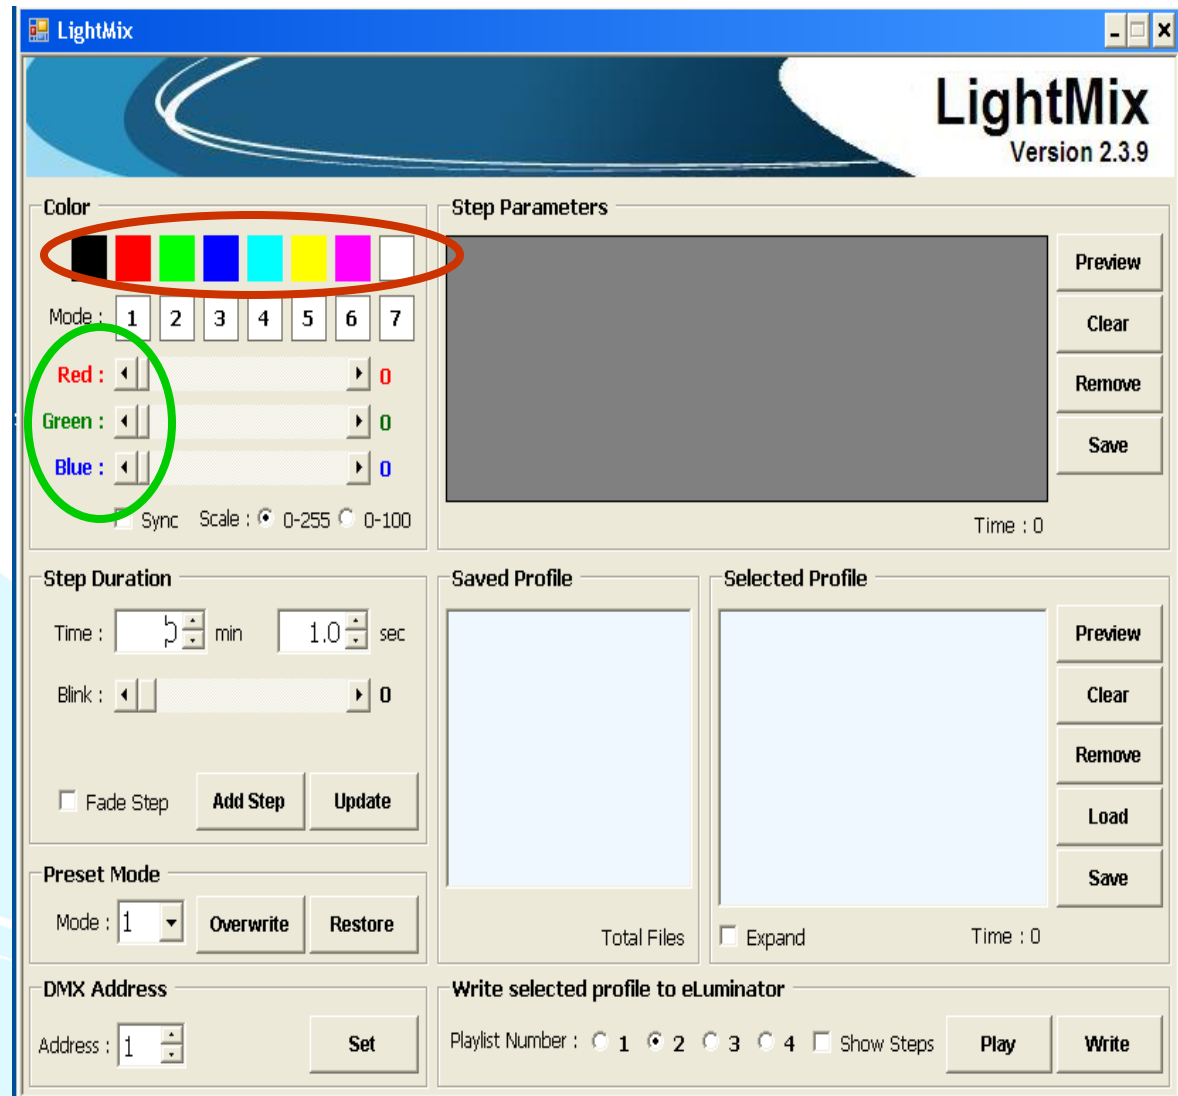 LightMix
LightMix
Version 2.3.9
Color
Mode : 1 2 3 4 5 6 7
Red : 0
Green : 0
Blue : 0
Sync Scale : 0-255 0-100
Step Parameters
Preview
Clear
Remove
Save
Time : 0
Step Duration
Time : min 1.0 sec
Blink : 0
Fade Step Add Step Update
Saved Profile
Total Files
Selected Profile
Preview
Clear
Remove
Load
Save
Expand Time : 0
Preset Mode
Mode : 1 Overwrite Restore
DMX Address
Address : 1 Set
Write selected profile to eLuminator
Playlist Number : 1 2 3 4 Show Steps Play Write